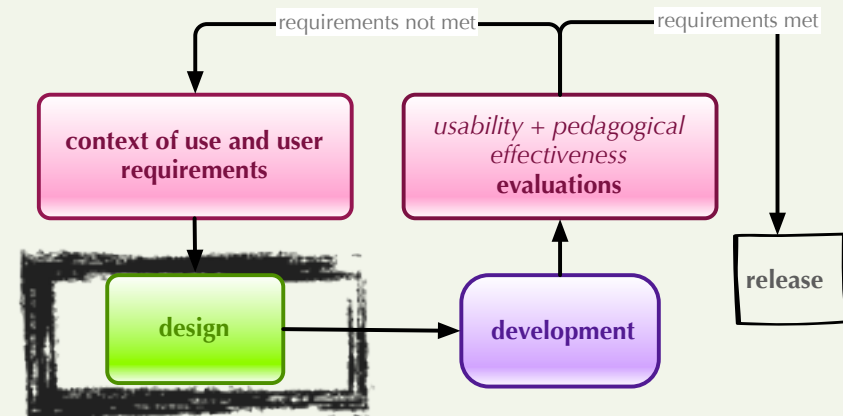 requirements not met
requirements met
context of use and user
requirements
usability + pedagogical
effectiveness
evaluations
release
design
development